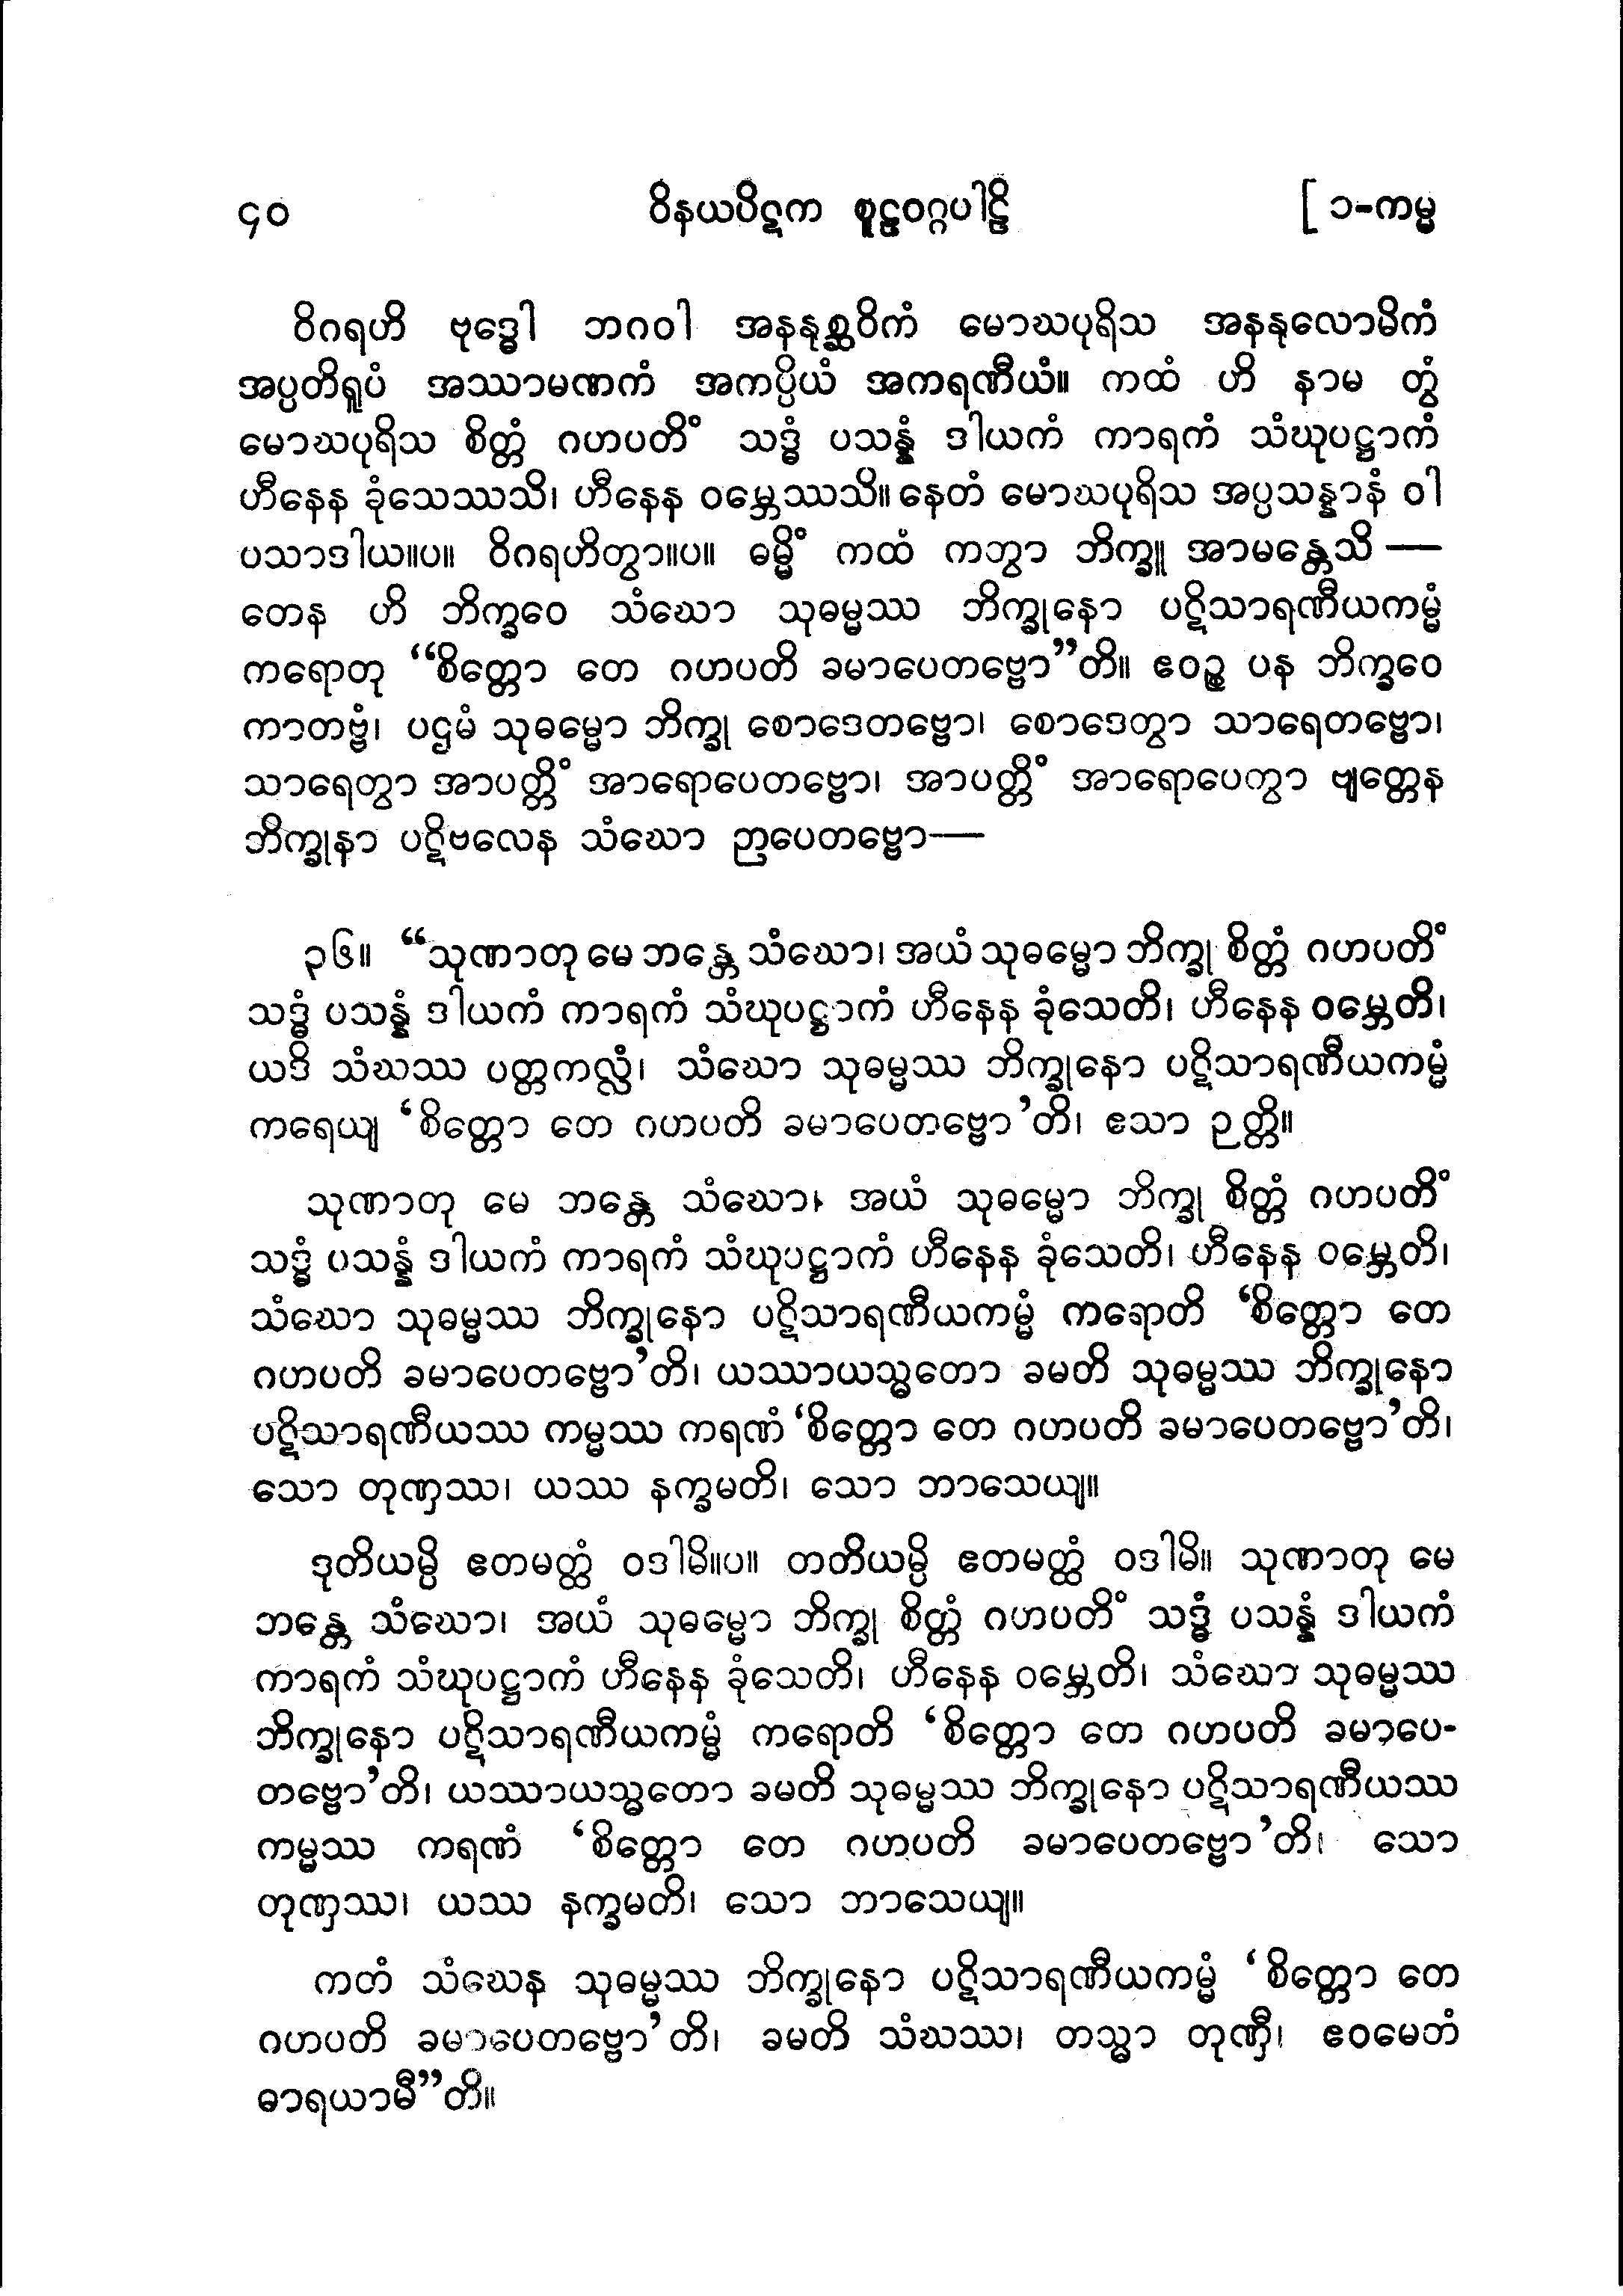 ၄၀ ဝိနယပိဋက စူဠဝဂ္ဂပါဠိ [ ၁-ကမ္မ
ဝိဂရဟိ ဗုဒ္ဓေါ ဘဂဝါ အနနုစ္ဆဝိကံ မောဃပုရိသ အနနုလောမိကံ
အပ္ပတိရူပံ အဿာမဏကံ အကပ္ပိယံ အကရဏီယံ။ ကထံ ဟိ နာမ တွံ
မောဃပုရိသ စိတ္တံ ဂဟပတိံ သဒ္ဓံ ပသန္နံ ဒါယကံ ကာရကံ သံဃုပဋ္ဌာကံ
ဟီနေန ခုံသေဿသိ၊ ဟီနေန ဝမ္ဘေဿသိ။ နေတံ မောဃပုရိသ အပ္ပသန္နာနံ ဝါ
ပသာဒါယ။ပ။ ဝိဂရဟိတွာ။ပ။ ဓမ္မိံ ကထံ ကတွာ ဘိက္ခူ အာမန္တေသိ —
တေန ဟိ ဘိက္ခဝေ သံဃော သုဓမ္မဿ ဘိက္ခုနော ပဋိသာရဏီယကမ္မံ
ကရောတု “စိတ္တော တေ ဂဟပတိ ခမာပေတဗ္ဗော”တိ။ ဧဝဉ္စ ပန ဘိက္ခဝေ
ကာတဗ္ဗံ၊ ပဌမံ သုဓမ္မော ဘိက္ခု စောဒေတဗ္ဗော၊ စောဒေတွာ သာရေတဗ္ဗော၊
သာရေတွာ အာပတ္တိံ အာရောပေတဗ္ဗော၊ အာပတ္တိံ အာရောပေတွာ ဗျတ္တေန
ဘိက္ခုနာ ပဋိဗလေန သံဃော ဉာပေတဗ္ဗော—
၃၆။ “သုဏာတု မေ ဘန္တေ သံဃော၊ အယံ သုဓမ္မော ဘိက္ခု စိတ္တံ ဂဟပတိံ
သဒ္ဓံ ပသန္နံ ဒါယကံ ကာရကံ သံဃုပဋ္ဌာကံ ဟီနေန ခုံသေတိ၊ ဟီနေန ဝမ္ဘေတိ၊
ယဒိ သံဃဿ ပတ္တကလ္လံ၊ သံဃော သုဓမ္မဿ ဘိက္ခုနော ပဋိသာရဏီယကမ္မံ
ကရေယျ ‘စိတ္တော တေ ဂဟပတိ ခမာပေတဗ္ဗော’တိ၊ ဧသာ ဉတ္တိ။
သုဏာတု မေ ဘန္တေ သံဃော၊ အယံ သုဓမ္မော ဘိက္ခု စိတ္တံ ဂဟပတိံ
သဒ္ဓံ ပသန္နံ ဒါယကံ ကာရကံ သံဃုပဋ္ဌာကံ ဟီနေန ခုံသေတိ၊ ဟီနေန ဝမ္ဘေတိ၊
သံဃော သုဓမ္မဿ ဘိက္ခုနော ပဋိသာရဏီယကမ္မံ ကရောတိ ‘စိတ္တော တေ
ဂဟပတိ ခမာပေတဗ္ဗော’တိ၊ ယဿာယသ္မတော ခမတိ သုဓမ္မဿ ဘိက္ခုနော
ပဋိသာရဏီယဿ ကမ္မဿ ကရဏံ ‘စိတ္တော တေ ဂဟပတိ ခမာပေတဗ္ဗော’တိ၊
သော တုဏှဿ၊ ယဿ နက္ခမတိ၊ သော ဘာသေယျ။
ဒုတိယမ္ပိ ဧတမတ္ထံ ဝဒါမိ။ပ။ တတိယမ္ပိ ဧတမတ္ထံ ဝဒါမိ။ သုဏာတု မေ
ဘန္တေ သံဃော၊ အယံ သုဓမ္မော ဘိက္ခု စိတ္တံ ဂဟပတိံ သဒ္ဓံ ပသန္နံ ဒါယကံ
ကာရကံ သံဃုပဋ္ဌာကံ ဟီနေန ခုံသေတိ၊ ဟီနေန ဝမ္ဘေတိ၊ သံဃော သုဓမ္မဿ
ဘိက္ခုနော ပဋိသာရဏီယကမ္မံ ကရောတိ ‘စိတ္တော တေ ဂဟပတိ ခမာပေ-
တဗ္ဗော’တိ၊ ယဿာယသ္မတော ခမတိ သုဓမ္မဿ ဘိက္ခုနော ပဋိသာရဏီယဿ
ကမ္မဿ ကရဏံ ‘စိတ္တော တေ ဂဟပတိ ခမာပေတဗ္ဗော’တိ၊ သော
တုဏှဿ၊ ယဿ နက္ခမတိ၊ သော ဘာသေယျ။
ကတံ သံဃေန သုဓမ္မဿ ဘိက္ခုနော ပဋိသာရဏီယကမ္မံ ‘စိတ္တော တေ
ဂဟပတိ ခမာပေတဗ္ဗော’တိ၊ ခမတိ သံဃဿ၊ တသ္မာ တုဏှီ၊ ဧဝမေတံ
ဓာရယာမီ”တိ။